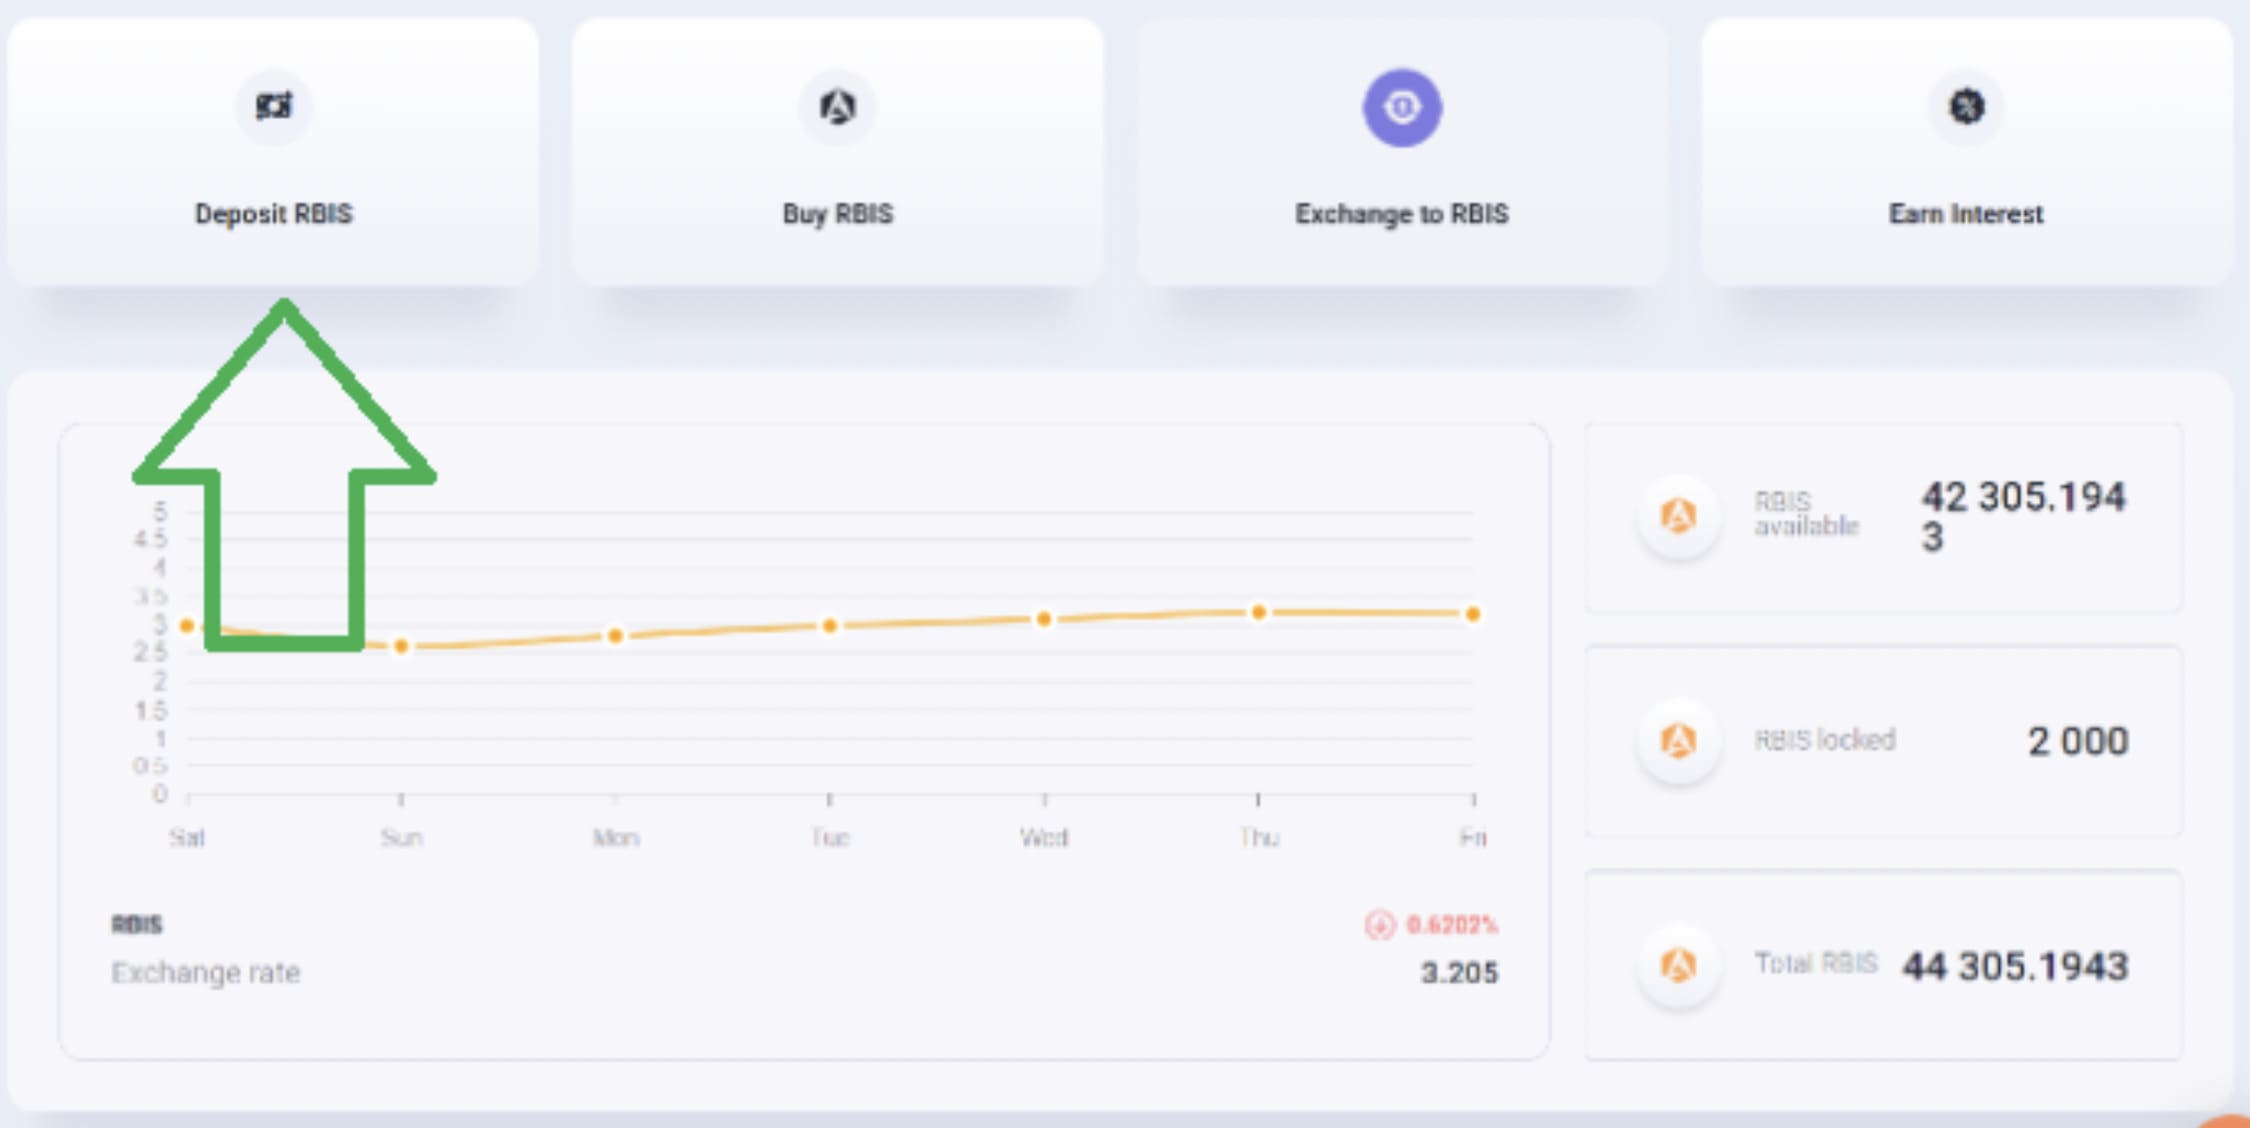 Deposit RBIS
Buy RBIS
Exchange to RBIS
Earn Interest
5
4.5
4
3.5
3
2.5
2
1.5
1
0.5
0
Sat
Sun
Mon
Tue
Wed
Thu
Fri
RBIS
0.6202%
Exchange rate
3.205
RBIS
available
42 305.194
3
RBIS locked
2 000
Total RBIS
44 305.1943